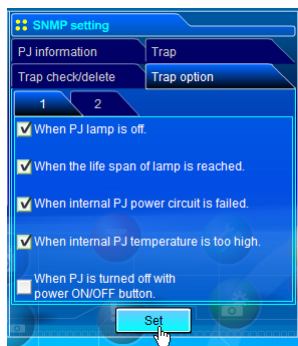 SNMP setting
PJ information
Trap
Trap check/delete
Trap option
1
2
When PJ lamp is off.
When the life span of lamp is reached.
When internal PJ power circuit is failed.
When internal PJ temperature is too high.
When PJ is turned off with
power ON/OFF button.
Set